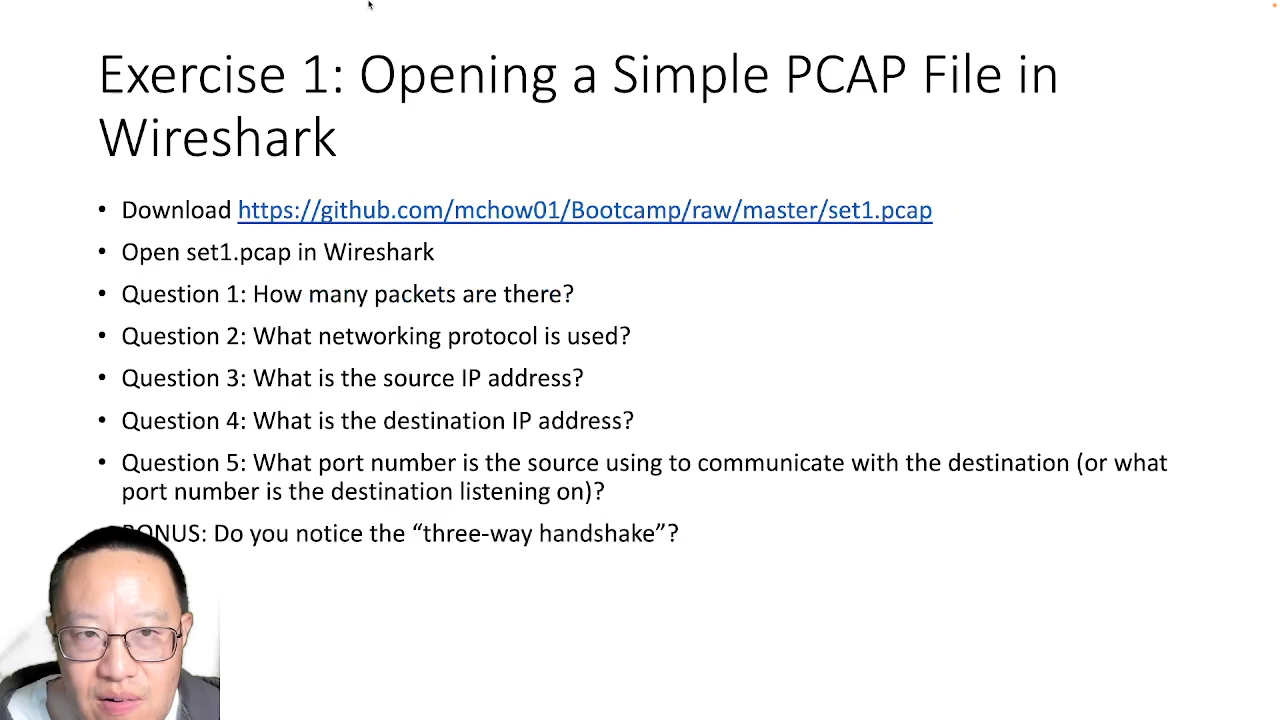 Exercise 1: Opening a Simple PCAP File in
Wireshark
• Download https://github.com/mchow01/Bootcamp/raw/master/set1.pcap
• Open set1.pcap in Wireshark
• Question 1: How many packets are there?
• Question 2: What networking protocol is used?
• Question 3: What is the source IP address?
• Question 4: What is the destination IP address?
• Question 5: What port number is the source using to communicate with the destination (or what
port number is the destination listening on)?
BONUS: Do you notice the “three-way handshake”?